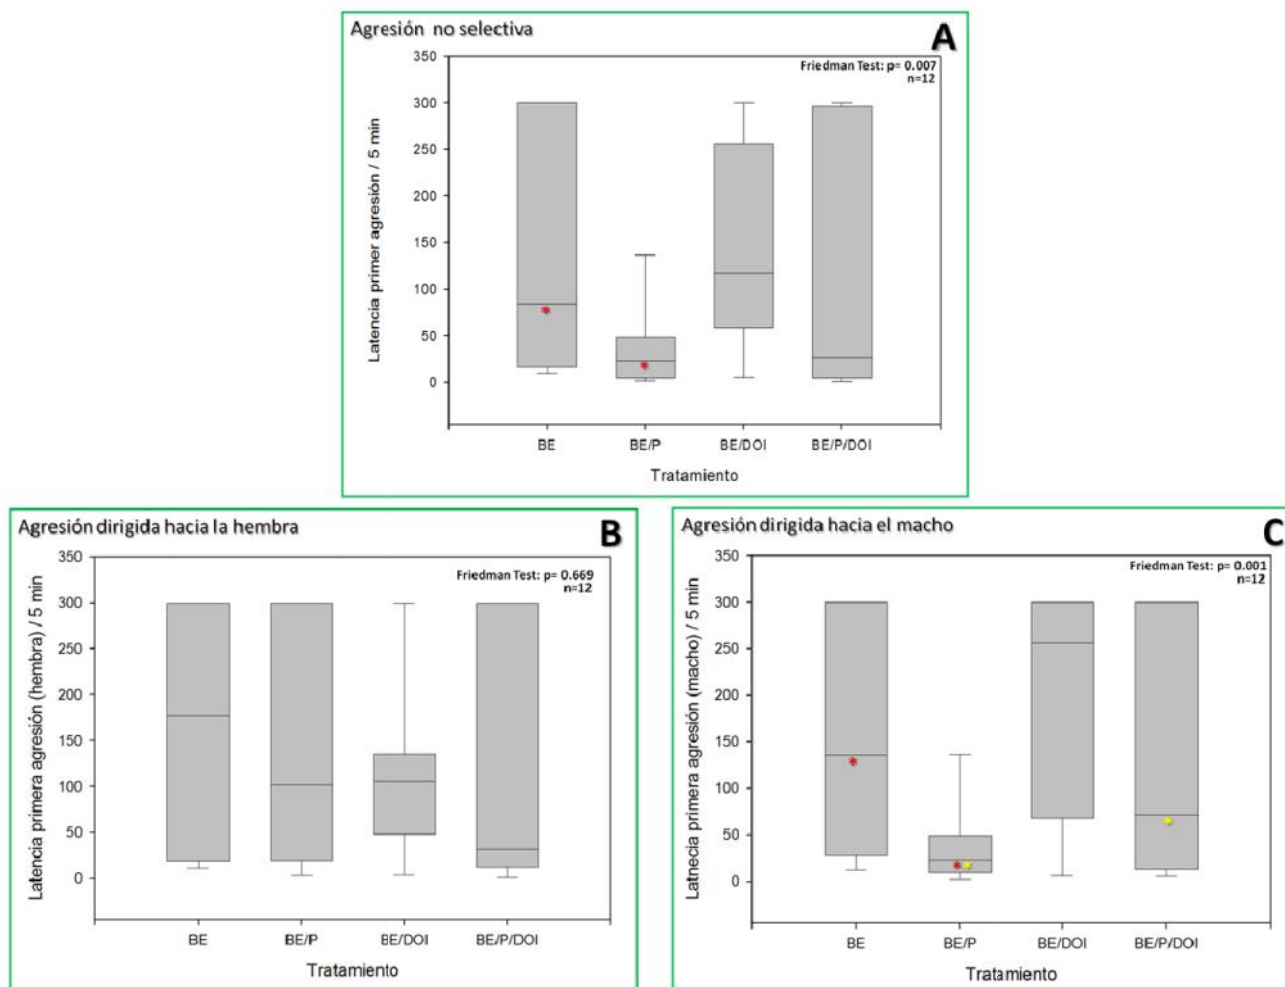 Agresión no selectiva
A
Friedman Test: p= 0.007
n=12
Latencia primer agresión / 5 min
350
300
250
200
150
100
50
0
BE
BE/P
BE/DOI
BE/P/DOI
Tratamiento
Agresión dirigida hacia la hembra
B
Friedman Test: p= 0.669
n=12
Latencia primera agresión (hembra) / 5 min
350
300
250
200
150
100
50
0
BE
BE/P
BE/DOI
BE/P/DOI
Tratamiento
Agresión dirigida hacia el macho
C
Friedman Test: p= 0.001
n=12
Latnecia primera agresión (macho) / 5 min
350
300
250
200
150
100
50
0
BE
BE/P
BE/DOI
BE/P/DOI
Tratamiento